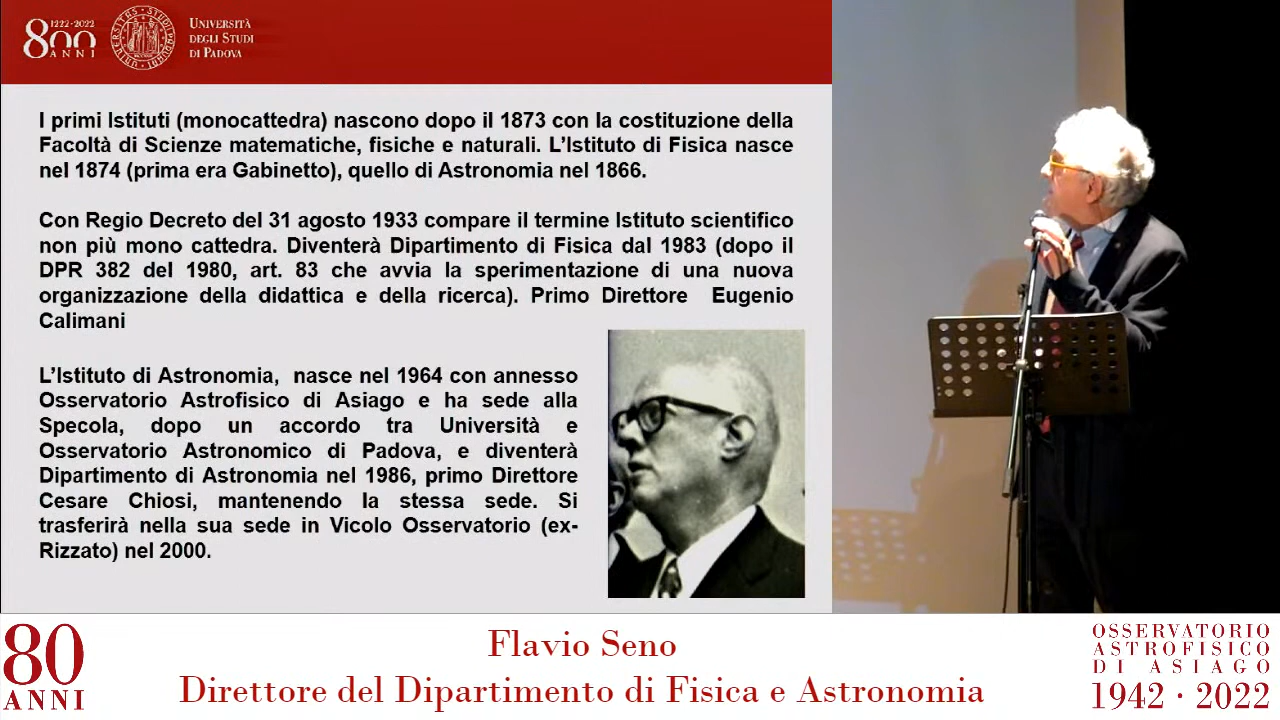 1222·2022
800
ANNI
UNIVERSITÀ
DEGLI STUDI
DI PADOVA
I primi Istituti (monocattedra) nascono dopo il 1873 con la costituzione della
Facoltà di Scienze matematiche, fisiche e naturali. L’Istituto di Fisica nasce
nel 1874 (prima era Gabinetto), quello di Astronomia nel 1866.
Con Regio Decreto del 31 agosto 1933 compare il termine Istituto scientifico
non più mono cattedra. Diventerà Dipartimento di Fisica dal 1983 (dopo il
DPR 382 del 1980, art. 83 che avvia la sperimentazione di una nuova
organizzazione della didattica e della ricerca). Primo Direttore Eugenio
Calimani
L’Istituto di Astronomia, nasce nel 1964 con annesso
Osservatorio Astrofisico di Asiago e ha sede alla
Specola, dopo un accordo tra Università e
Osservatorio Astronomico di Padova, e diventerà
Dipartimento di Astronomia nel 1986, primo Direttore
Cesare Chiosi, mantenendo la stessa sede. Si
trasferirà nella sua sede in Vicolo Osservatorio (ex-
Rizzato) nel 2000.
80
ANNI
Flavio Seno
Direttore del Dipartimento di Fisica e Astronomia
OSSERVATORIO
ASTROFISICO
DI ASIAGO
1942 · 2022